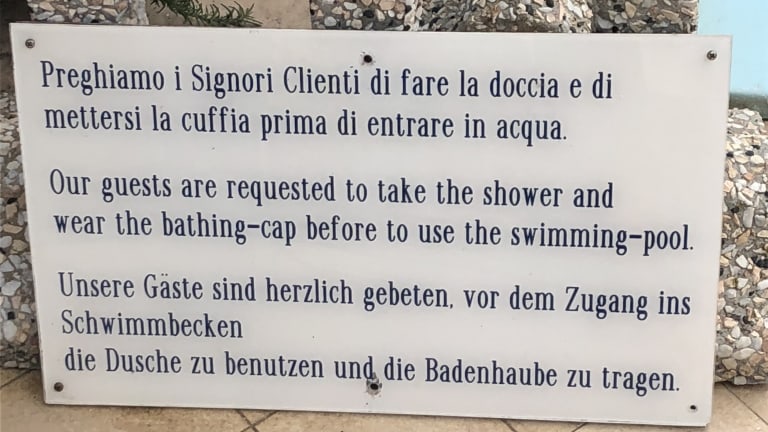 Preghiamo i Signori Clienti di fare la doccia e di
mettersi la cuffia prima di entrare in acqua.
Our guests are requested to take the shower and
wear the bathing-cap before to use the swimming-pool.
Unsere Gäste sind herzlich gebeten, vor dem Zugang ins
Schwimmbecken
die Dusche zu benutzen und die Badenhaube zu tragen.